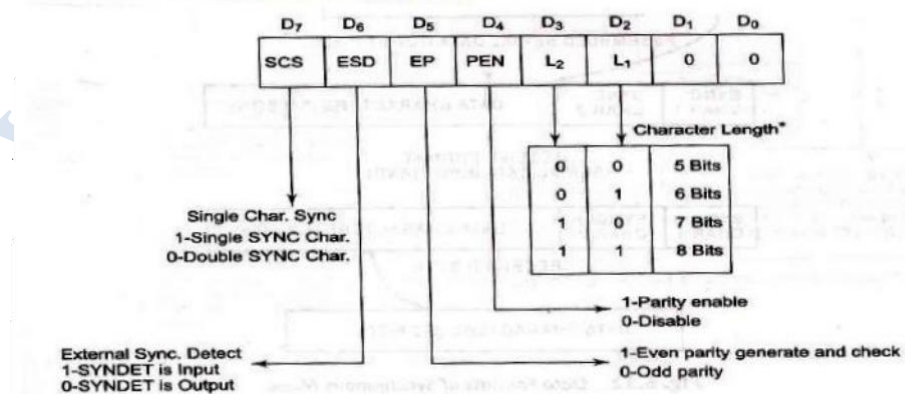 D7 D6 D5 D4 D3 D2 D1 D0
SCS ESD EP PEN L2 L1 0 0
Character Length*
0 0 5 Bits
0 1 6 Bits
1 0 7 Bits
1 1 8 Bits
Single Char. Sync
1-Single SYNC Char.
0-Double SYNC Char.
1-Parity enable
0-Disable
External Sync. Detect
1-SYNDET is Input
0-SYNDET is Output
1-Even parity generate and check
0-Odd parity